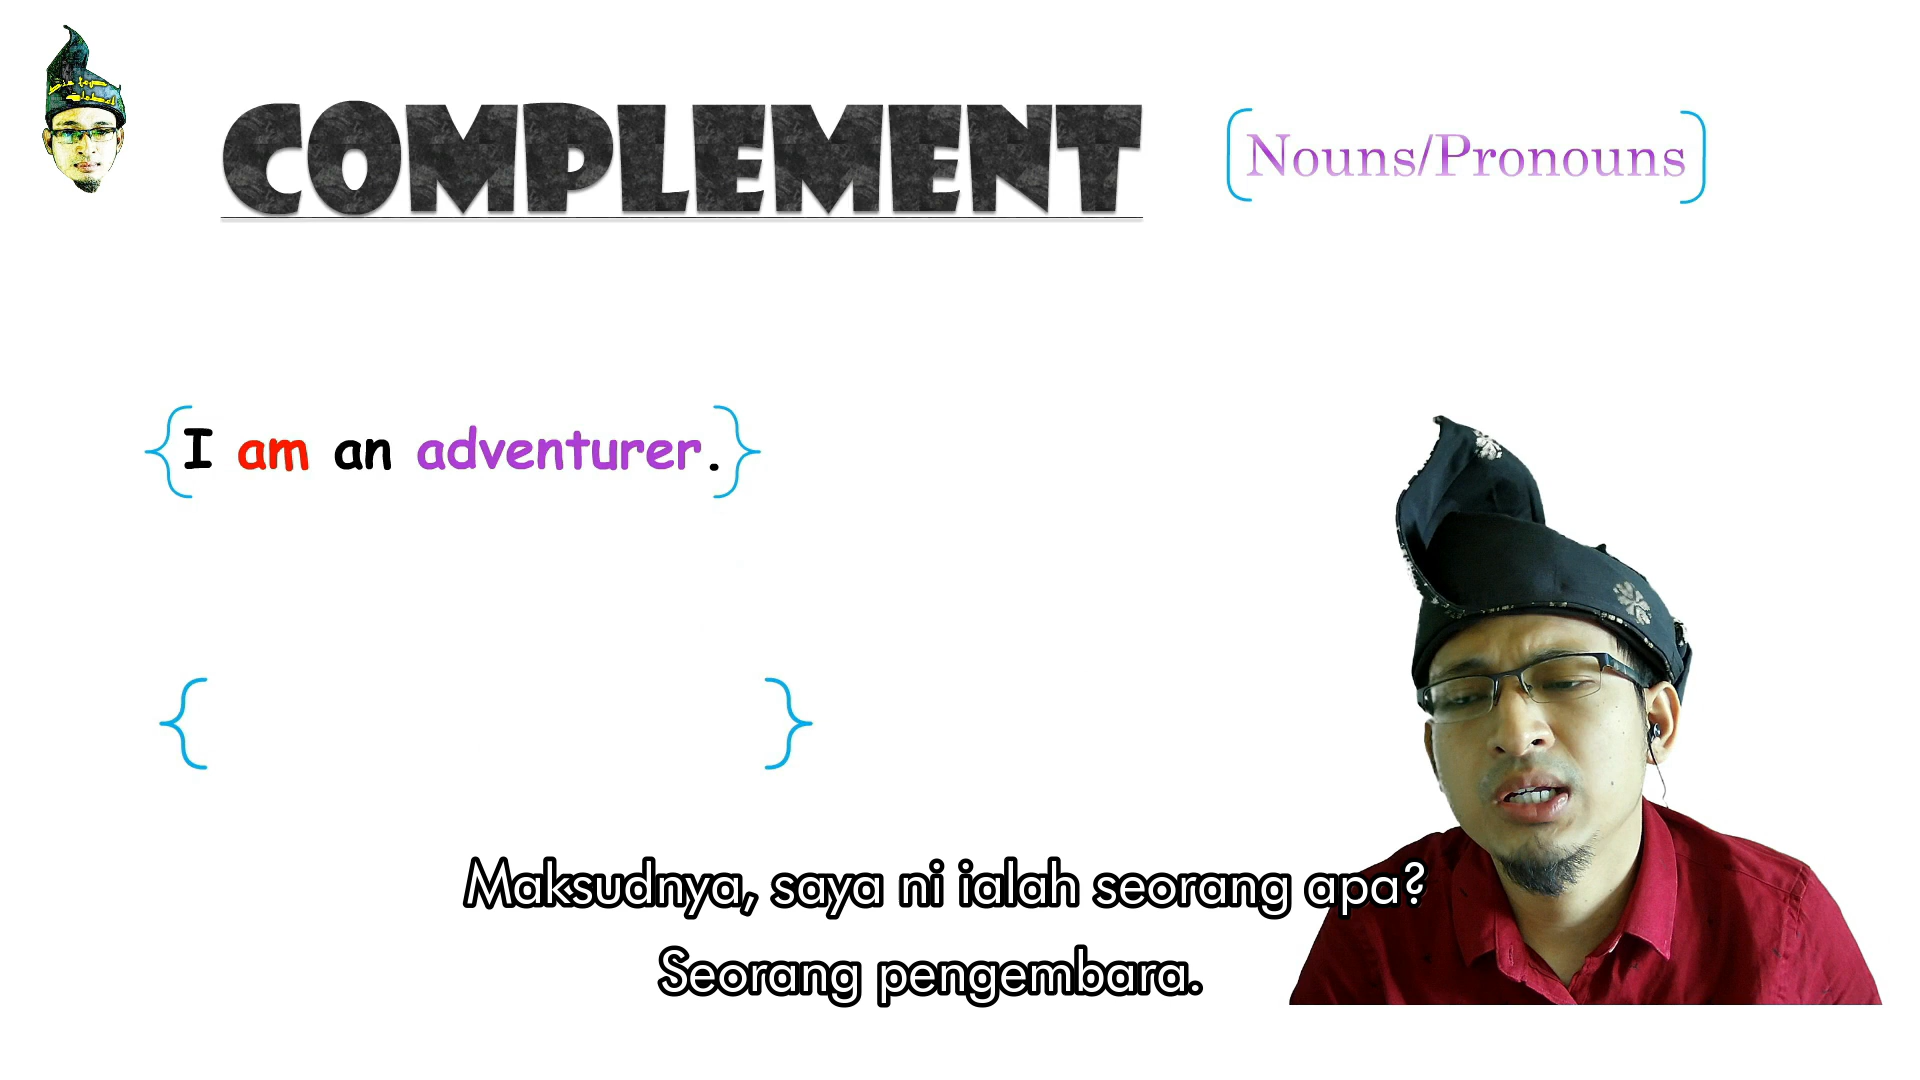 COMPLEMENT
Nouns/Pronouns
I am an adventurer.
Maksudnya, saya ni ialah seorang apa?
Seorang pengembara.